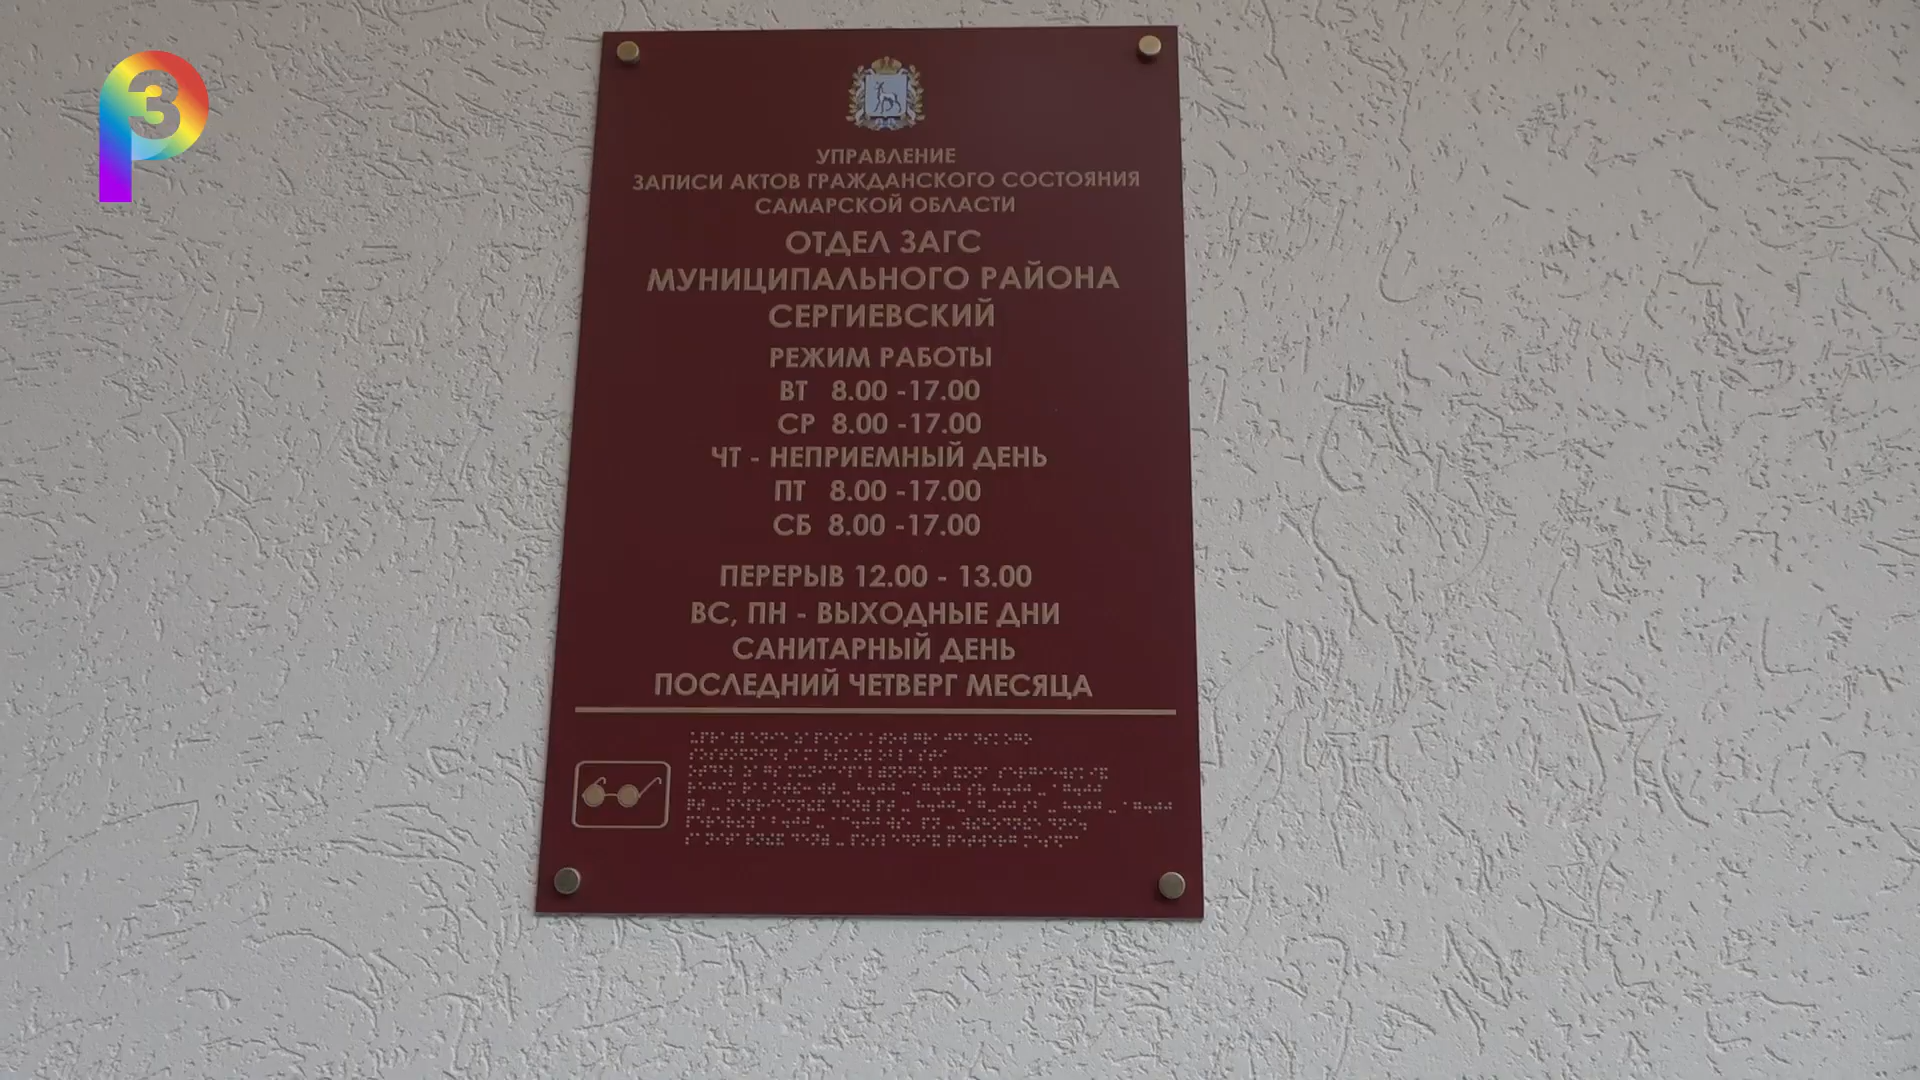 РЗ
УПРАВЛЕНИЕ
ЗАПИСИ АКТОВ ГРАЖДАНСКОГО СОСТОЯНИЯ
САМАРСКОЙ ОБЛАСТИ
ОТДЕЛ ЗАГС
МУНИЦИПАЛЬНОГО РАЙОНА
СЕРГИЕВСКИЙ
РЕЖИМ РАБОТЫ
ВТ 8.00 -17.00
СР 8.00 -17.00
ЧТ - НЕПРИЕМНЫЙ ДЕНЬ
ПТ 8.00 -17.00
СБ 8.00 -17.00
ПЕРЕРЫВ 12.00 - 13.00
ВС, ПН - ВЫХОДНЫЕ ДНИ
САНИТАРНЫЙ ДЕНЬ
ПОСЛЕДНИЙ ЧЕТВЕРГ МЕСЯЦА